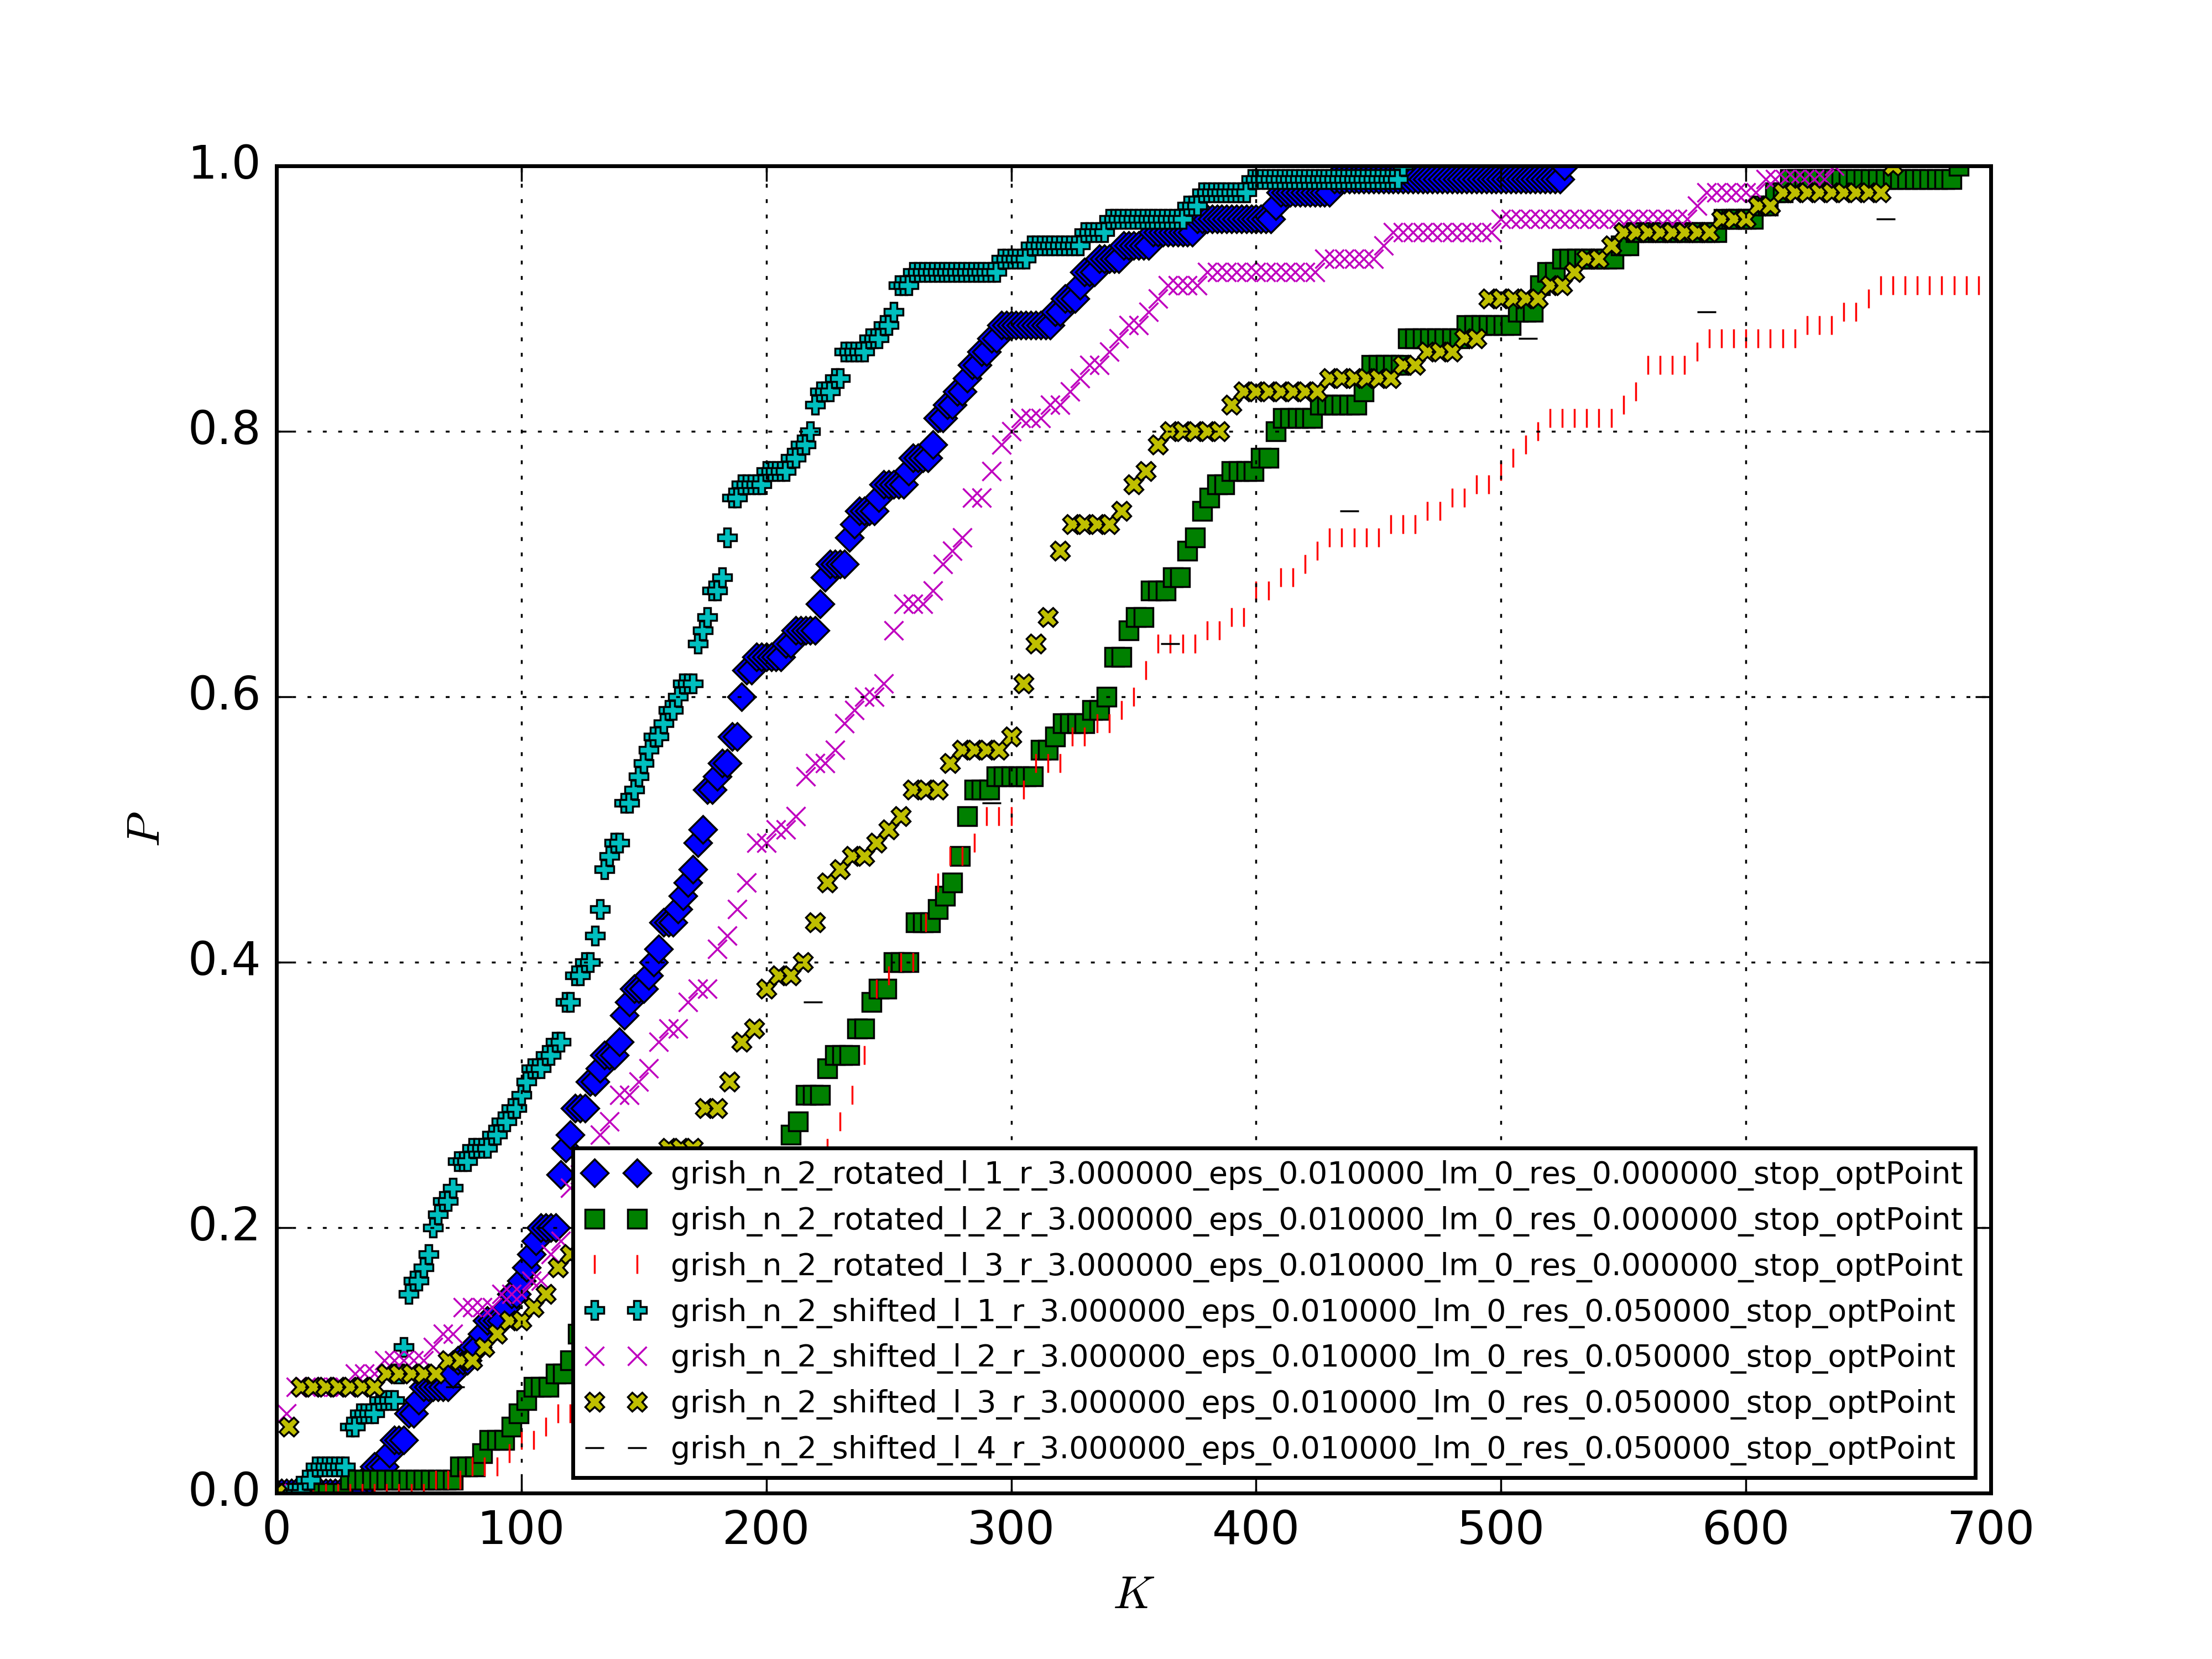 1.0
0.8
0.6
0.4
0.2
0.0
P
grish_n_2_rotated_l_1_r_3.000000_eps_0.010000_lm_0_res_0.000000_stop_optPoint
grish_n_2_rotated_l_2_r_3.000000_eps_0.010000_lm_0_res_0.000000_stop_optPoint
grish_n_2_rotated_l_3_r_3.000000_eps_0.010000_lm_0_res_0.000000_stop_optPoint
grish_n_2_shifted_l_1_r_3.000000_eps_0.010000_lm_0_res_0.050000_stop_optPoint
grish_n_2_shifted_l_2_r_3.000000_eps_0.010000_lm_0_res_0.050000_stop_optPoint
grish_n_2_shifted_l_3_r_3.000000_eps_0.010000_lm_0_res_0.050000_stop_optPoint
grish_n_2_shifted_l_4_r_3.000000_eps_0.010000_lm_0_res_0.050000_stop_optPoint
0 100 200 300 400 500 600 700
K